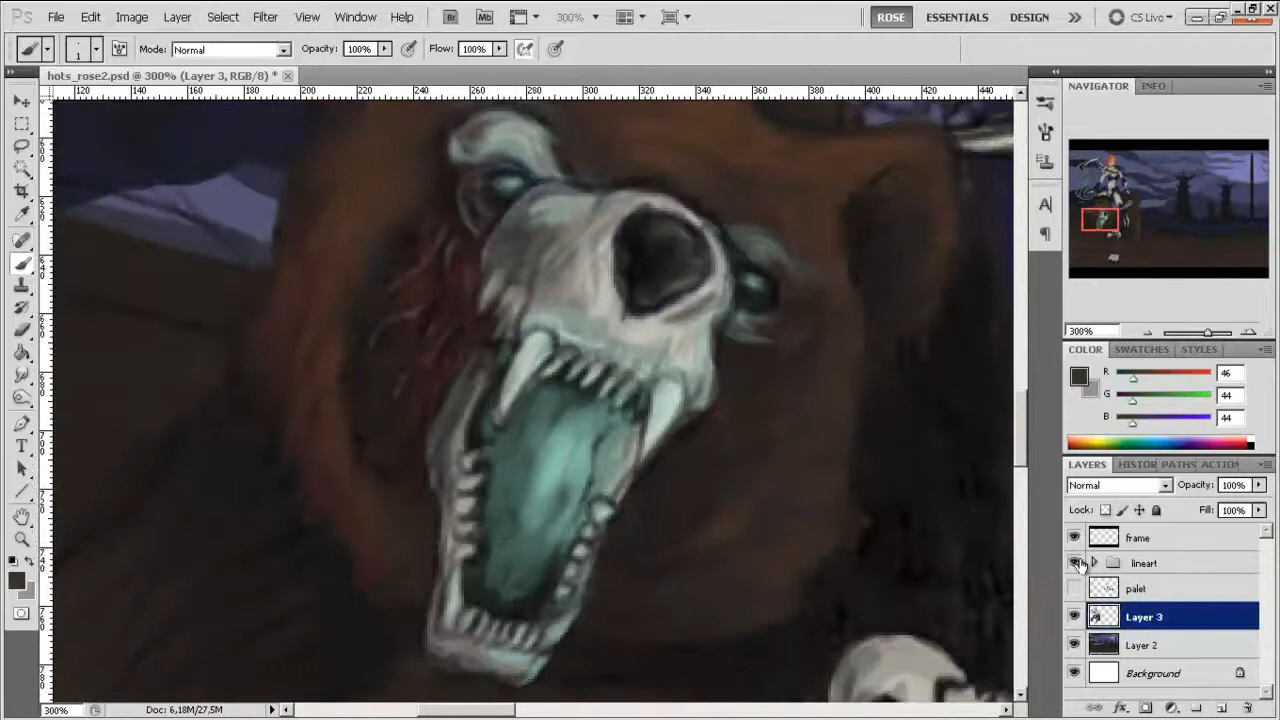 Ps File Edit Image Layer Select Filter View Window Help Br Mb 300% ROSE ESSENTIALS DESIGN CS Live
1 Mode: Normal Opacity: 100% Flow: 100%
hots_rose2.psd @ 300% (Layer 3, RGB/8) *
120 140 160 180 200 220 240 260 280 300 320 340 360 380 400 420 440
NAVIGATOR INFO
300%
COLOR SWATCHES STYLES
R 46
G 44
B 44
LAYERS HISTOR PATHS ACTION
Normal Opacity: 100%
Lock: Fill: 100%
frame
lineart
palet
Layer 3
Layer 2
Background
300% Doc: 6,18M/27,5M